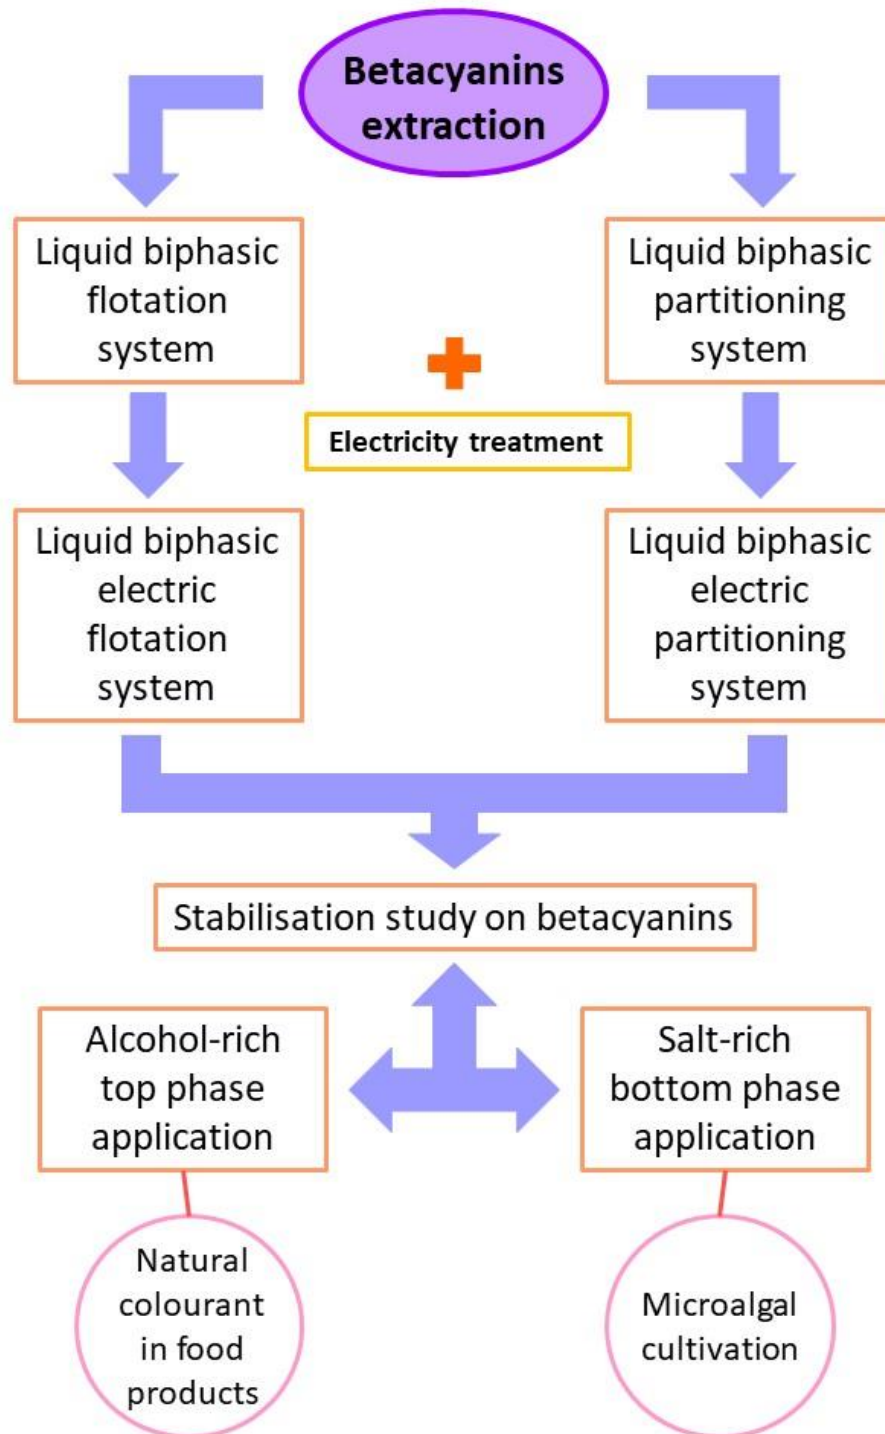 Betacyanins
extraction
Liquid biphasic
flotation
system
Liquid biphasic
partitioning
system
Electricity treatment
Liquid biphasic
electric
flotation
system
Liquid biphasic
electric
partitioning
system
Stabilisation study on betacyanins
Alcohol-rich
top phase
application
Salt-rich
bottom phase
application
Natural
colourant
in food
products
Microalgal
cultivation